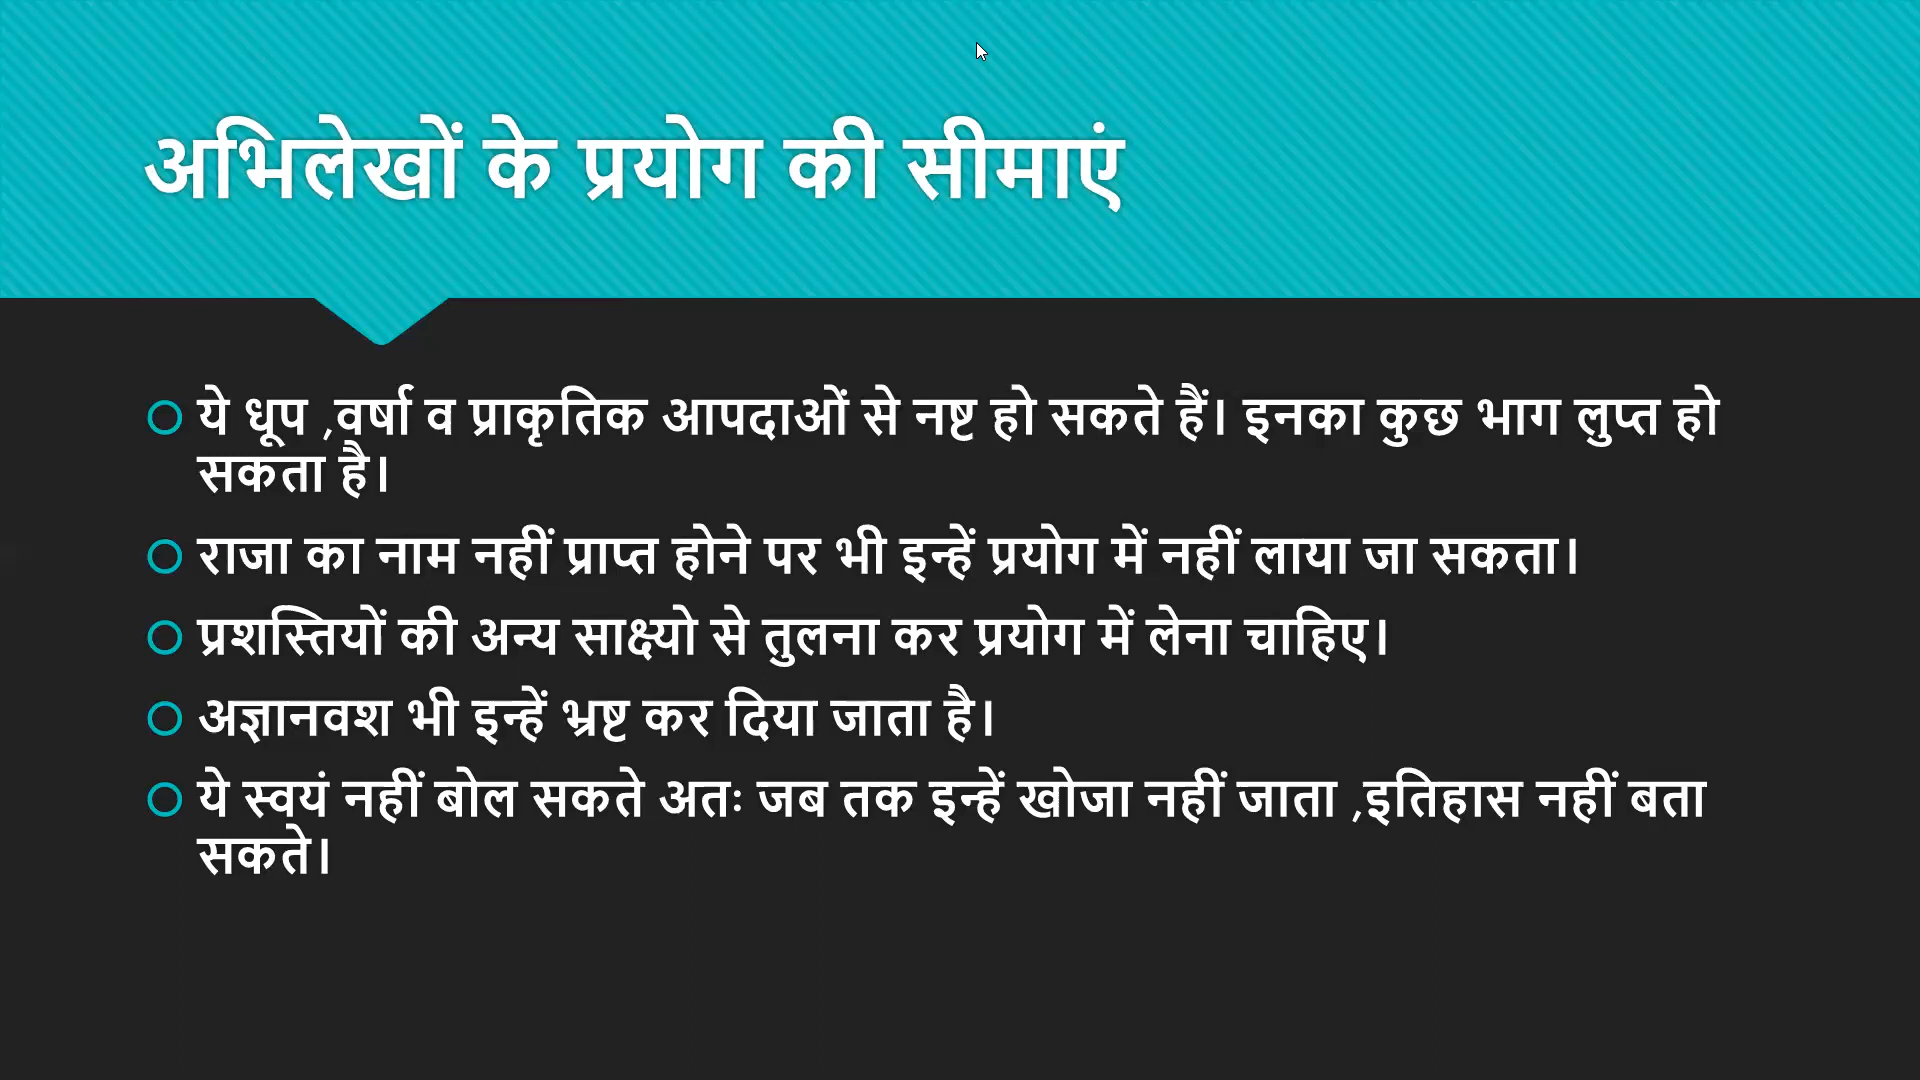 अभिलेखों के प्रयोग की सीमाएं
ये धूप ,वर्षा व प्राकृतिक आपदाओं से नष्ट हो सकते हैं। इनका कुछ भाग लुप्त हो
सकता है।
राजा का नाम नहीं प्राप्त होने पर भी इन्हें प्रयोग में नहीं लाया जा सकता।
प्रशस्तियों की अन्य साक्ष्यो से तुलना कर प्रयोग में लेना चाहिए।
अज्ञानवश भी इन्हें भ्रष्ट कर दिया जाता है।
ये स्वयं नहीं बोल सकते अतः जब तक इन्हें खोजा नहीं जाता ,इतिहास नहीं बता
सकते।